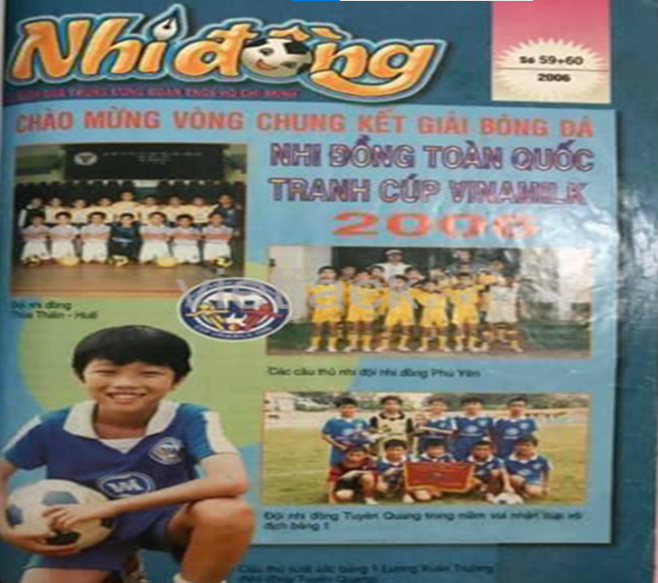 Nhi đồng
Số 59+60
2006
CHÀO MỪNG VÒNG CHUNG KẾT GIẢI BÓNG ĐÁ
NHI ĐỒNG TOÀN QUỐC
TRANH CÚP VINAMILK
2006
Đội nhi đồng
Thừa Thiên - Huế
Các cầu thủ nhí đội nhi đồng Phú Yên
Đội nhi đồng Tuyên Quang trong niềm vui nhận cúp vô
địch bảng 1
Cầu thủ xuất sắc bảng 1 Lương Xuân Trường
(Nhi đồng Tuyên Quang)